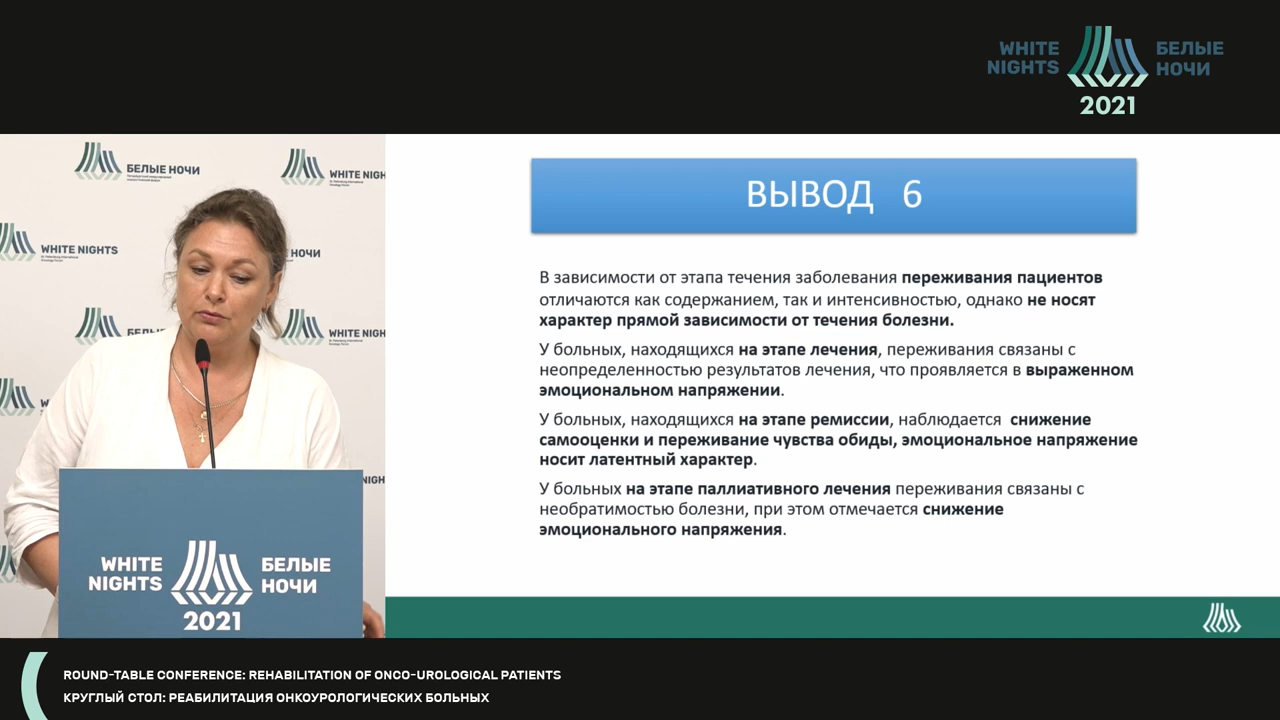 WHITE NIGHTS
БЕЛЫЕ НОЧИ
2021
БЕЛЫЕ НОЧИ
WHITE NIGHTS
WHITE NIGHTS
НОЧИ
WHITE NIGH
WHITE
NIGHTS
БЕЛЫЕ
НОЧИ
2021
ВЫВОД 6
В зависимости от этапа течения заболевания переживания пациентов
отличаются как содержанием, так и интенсивностью, однако не носят
характер прямой зависимости от течения болезни.
У больных, находящихся на этапе лечения, переживания связаны с
неопределенностью результатов лечения, что проявляется в выраженном
эмоциональном напряжении.
У больных, находящихся на этапе ремиссии, наблюдается снижение
самооценки и переживание чувства обиды, эмоциональное напряжение
носит латентный характер.
У больных на этапе паллиативного лечения переживания связаны с
необратимостью болезни, при этом отмечается снижение
эмоционального напряжения.
ROUND-TABLE CONFERENCE: REHABILITATION OF ONCO-UROLOGICAL PATIENTS
КРУГЛЫЙ СТОЛ: РЕАБИЛИТАЦИЯ ОНКОУРОЛОГИЧЕСКИХ БОЛЬНЫХ